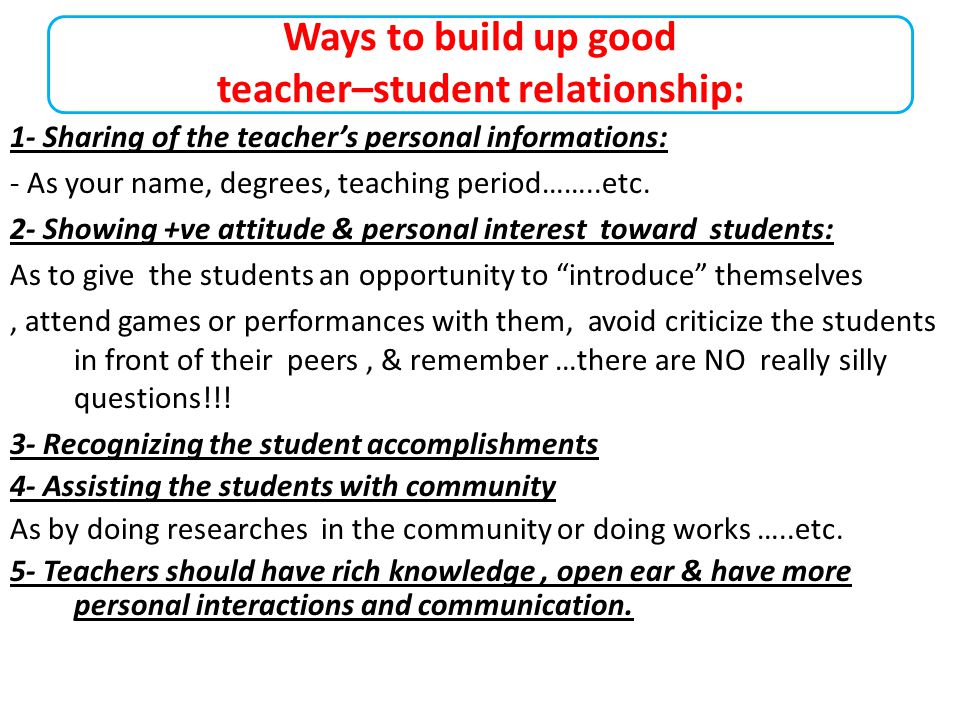 Ways to build up good
teacher–student relationship:
1- Sharing of the teacher’s personal informations:
- As your name, degrees, teaching period……..etc.
2- Showing +ve attitude & personal interest toward students:
As to give the students an opportunity to “introduce” themselves
, attend games or performances with them, avoid criticize the students
in front of their peers , & remember …there are NO really silly
questions!!!
3- Recognizing the student accomplishments
4- Assisting the students with community
As by doing researches in the community or doing works …..etc.
5- Teachers should have rich knowledge , open ear & have more
personal interactions and communication.